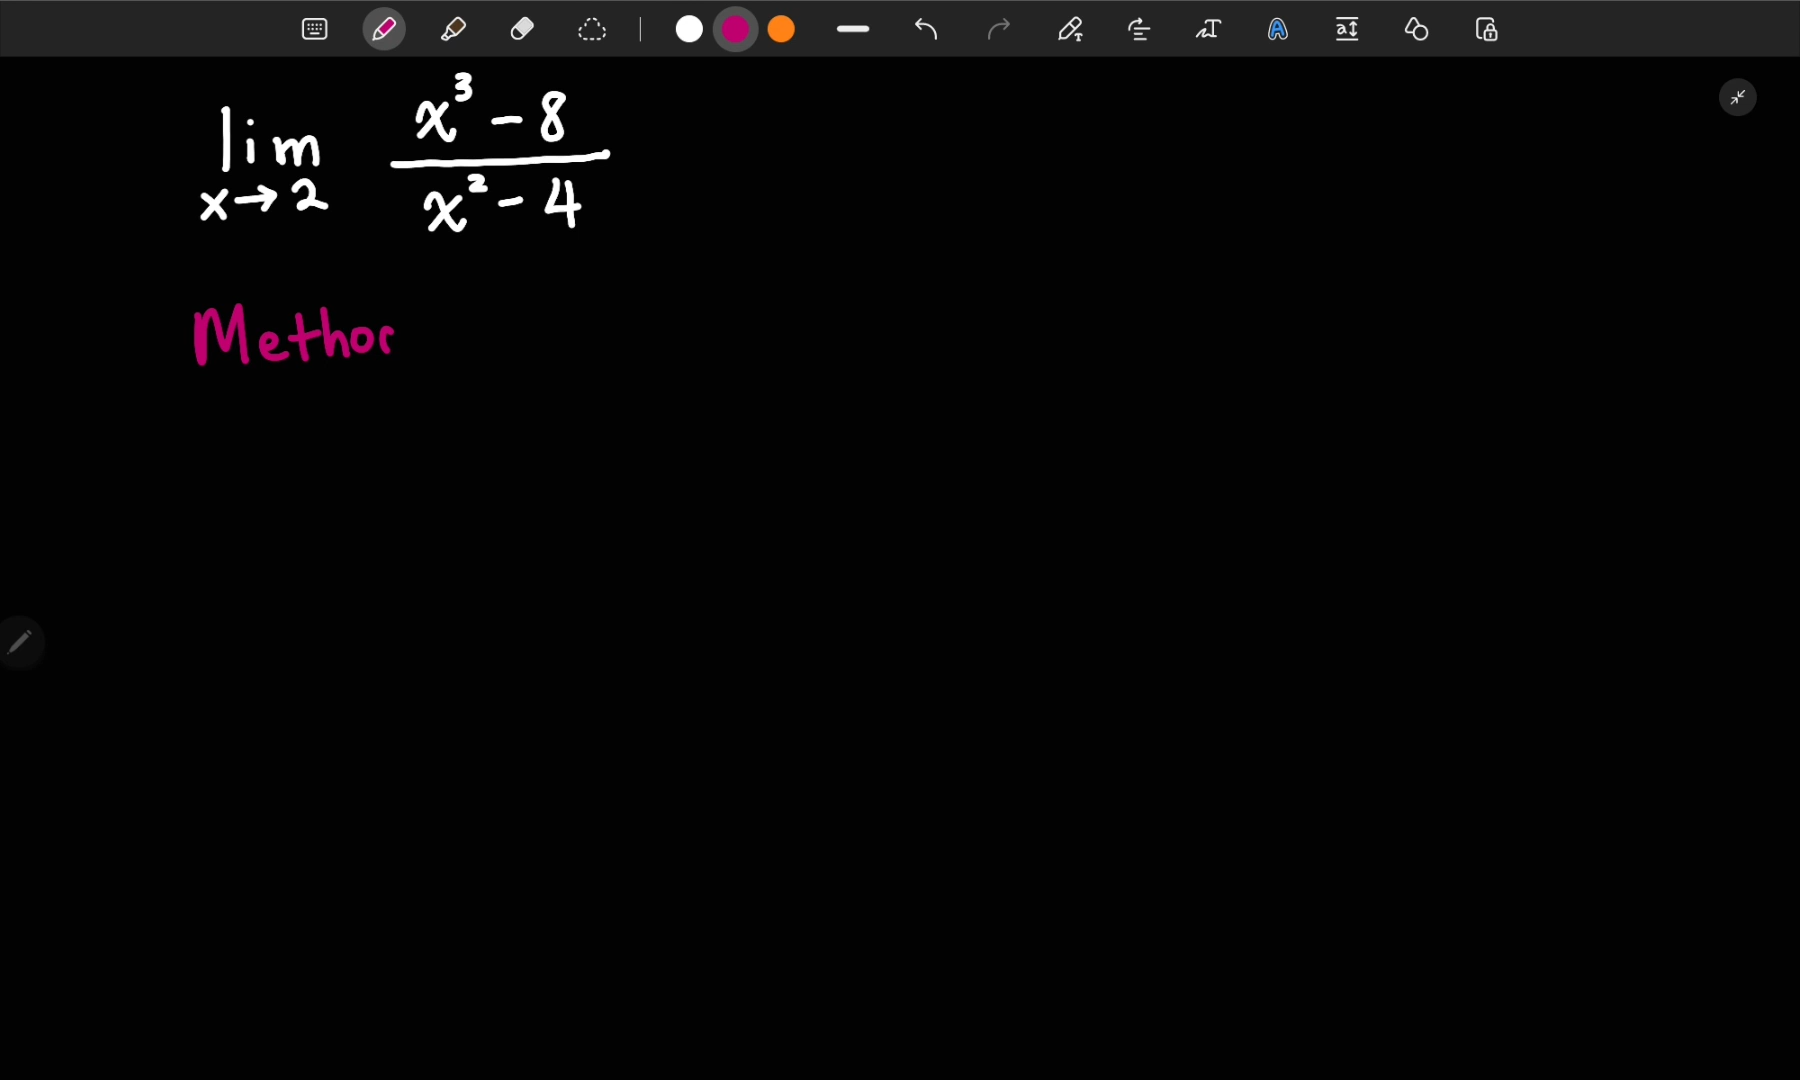 lim x→2 (x³ - 8)/(x² - 4)
Methor